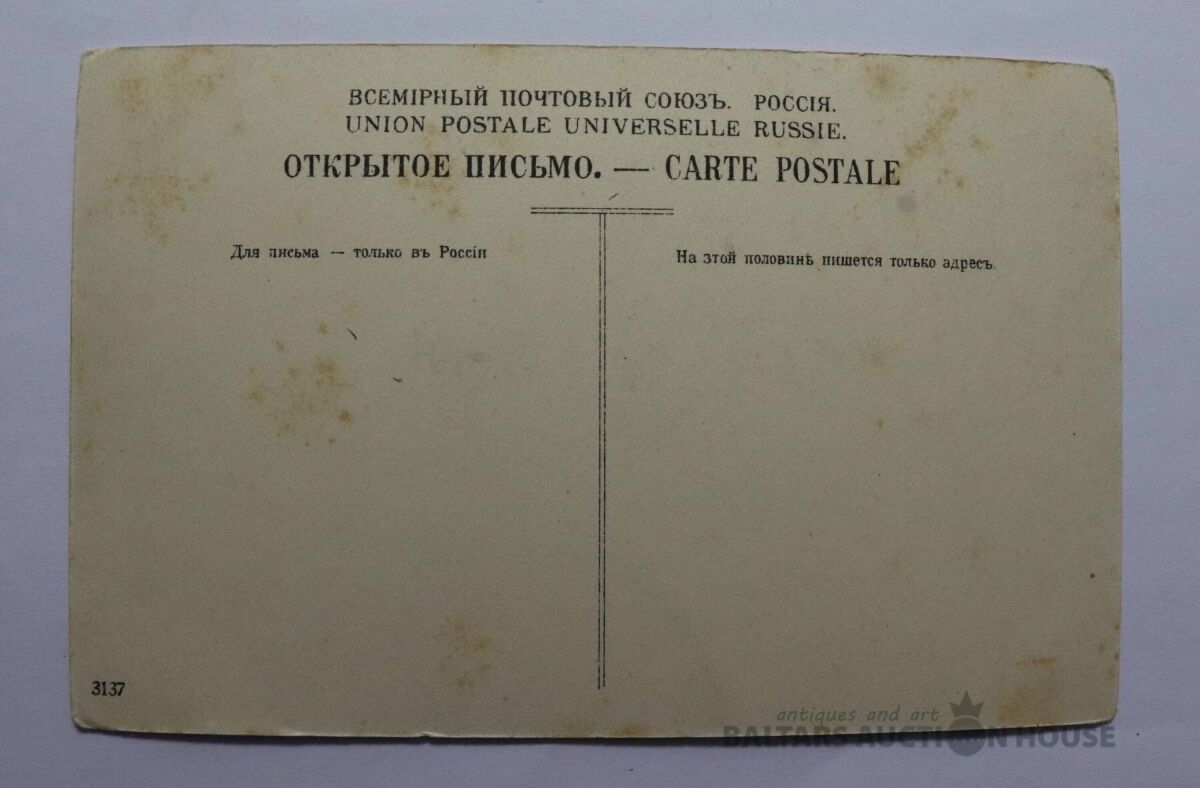 ВСЕМІРНЫЙ ПОЧТОВЫЙ СОЮЗЪ. РОССІЯ.
UNION POSTALE UNIVERSELLE RUSSIE.
ОТКРЫТОЕ ПИСЬМО. — CARTE POSTALE
Для письма — только въ Россіи
На этой половинѣ пишется только адресъ.
3137
antiques and art
BALTARS AUCTION HOUSE